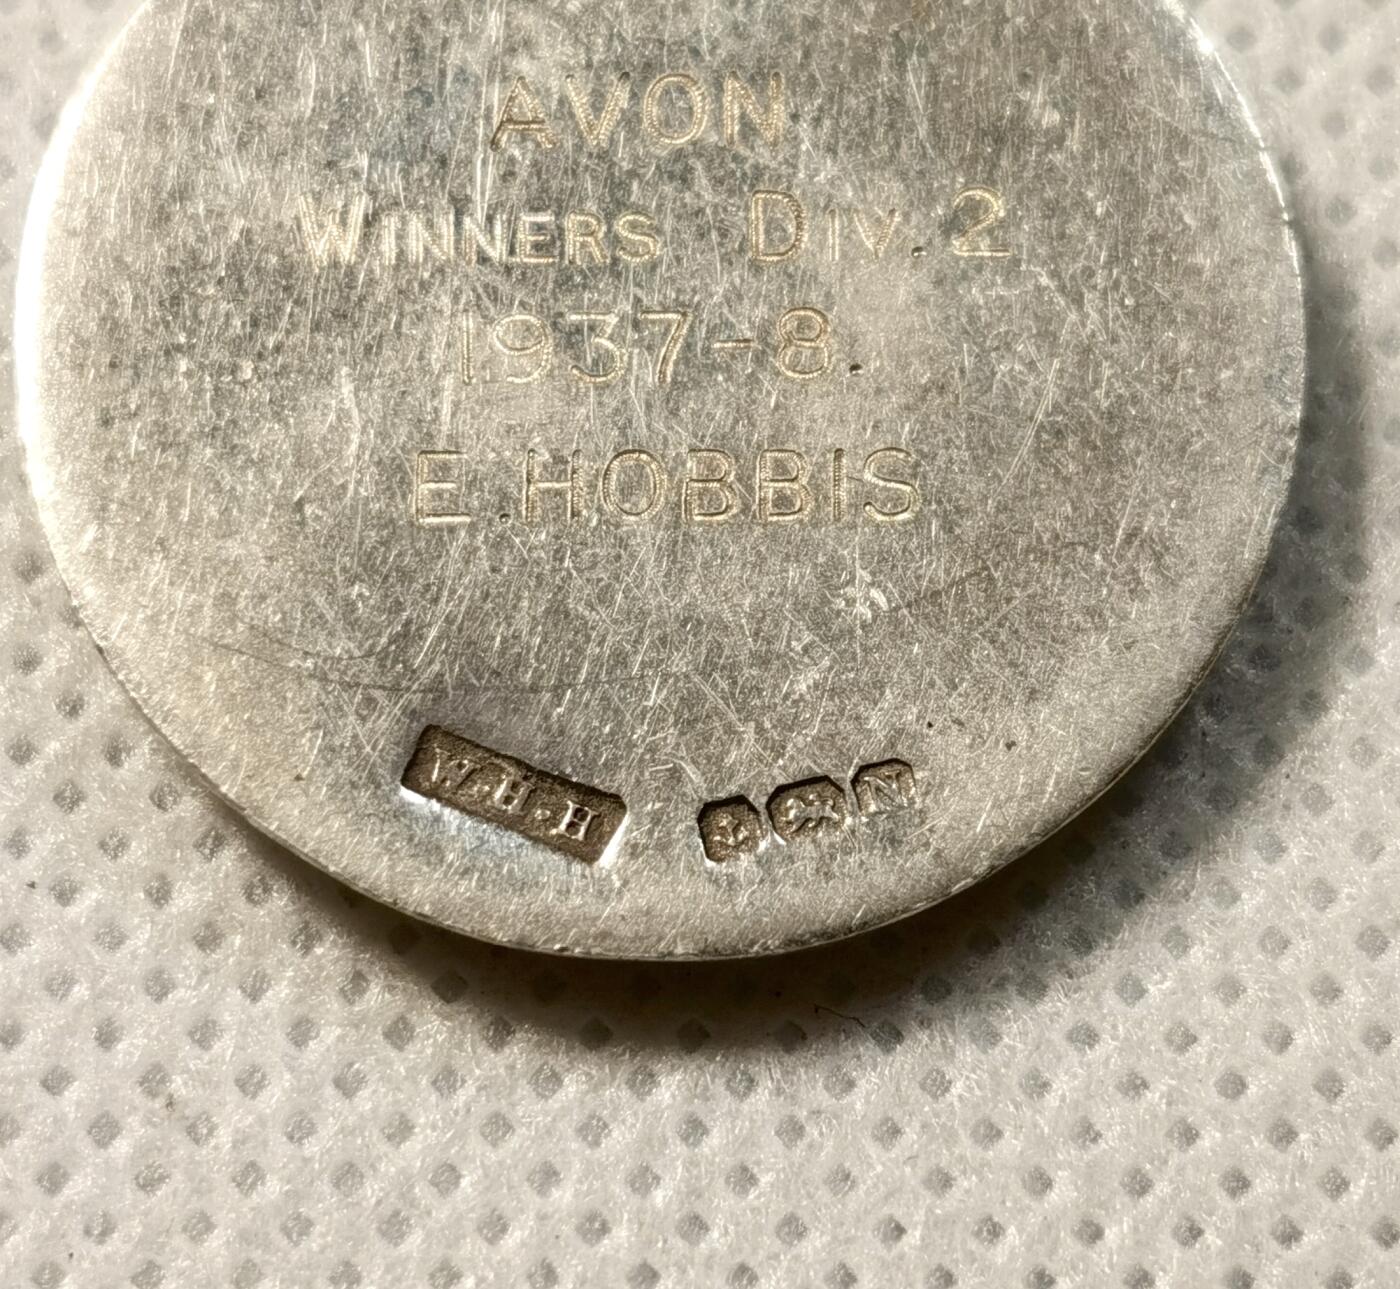 AVON
WINNERS DIV. 2
1937-8.
E.HOBBIS
W.H.H
N